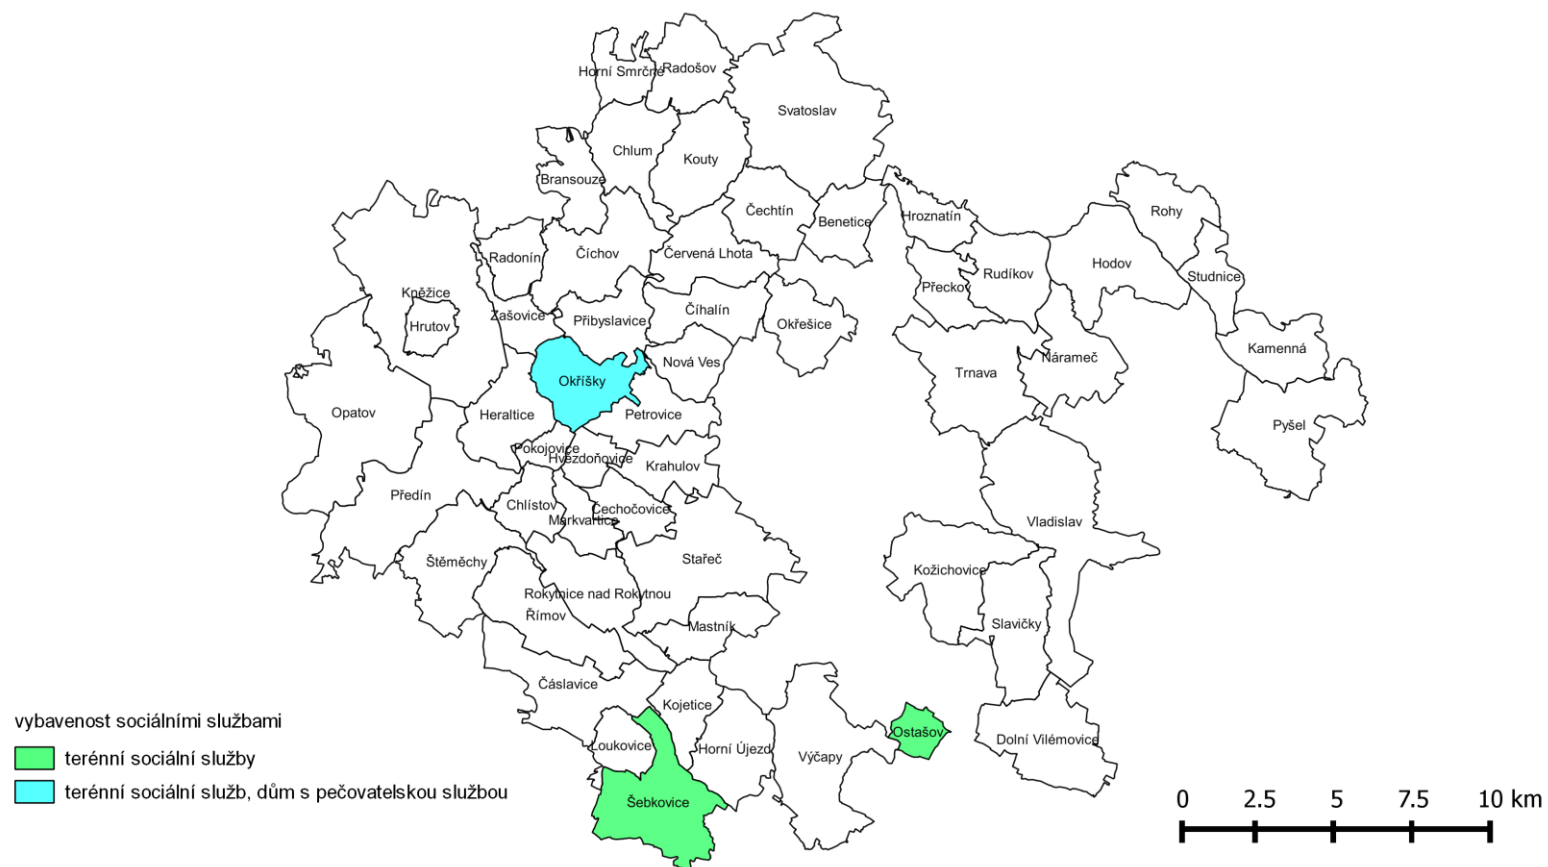 Horní Smrčné
Radošov
Svatoslav
Chlum
Kouty
Bransouze
Čechtín
Benetice
Hroznatín
Rohy
Radonín
Číchov
Červená Lhota
Přeckov
Rudíkov
Hodov
Studnice
Kněžice
Hrutov
Zašovice
Přibyslavice
Číhalín
Okřešice
Nárameč
Kamenná
Nová Ves
Trnava
Okříšky
Opatov
Heraltice
Petrovice
Pyšel
Pokojovice
Hvězdoňovice
Krahulov
Předín
Chlístov
Markvartice
Čechočovice
Vladislav
Štěměchy
Stařeč
Kožichovice
Rokytnice nad Rokytnou
Římov
Mastník
Slavičky
Čáslavice
Kojetice
Loukovice
Horní Újezd
Výčapy
Ostašov
Dolní Vilémovice
Šebkovice
vybavenost sociálními službami
terénní sociální služby
terénní sociální služb, dům s pečovatelskou službou
0 2.5 5 7.5 10 km